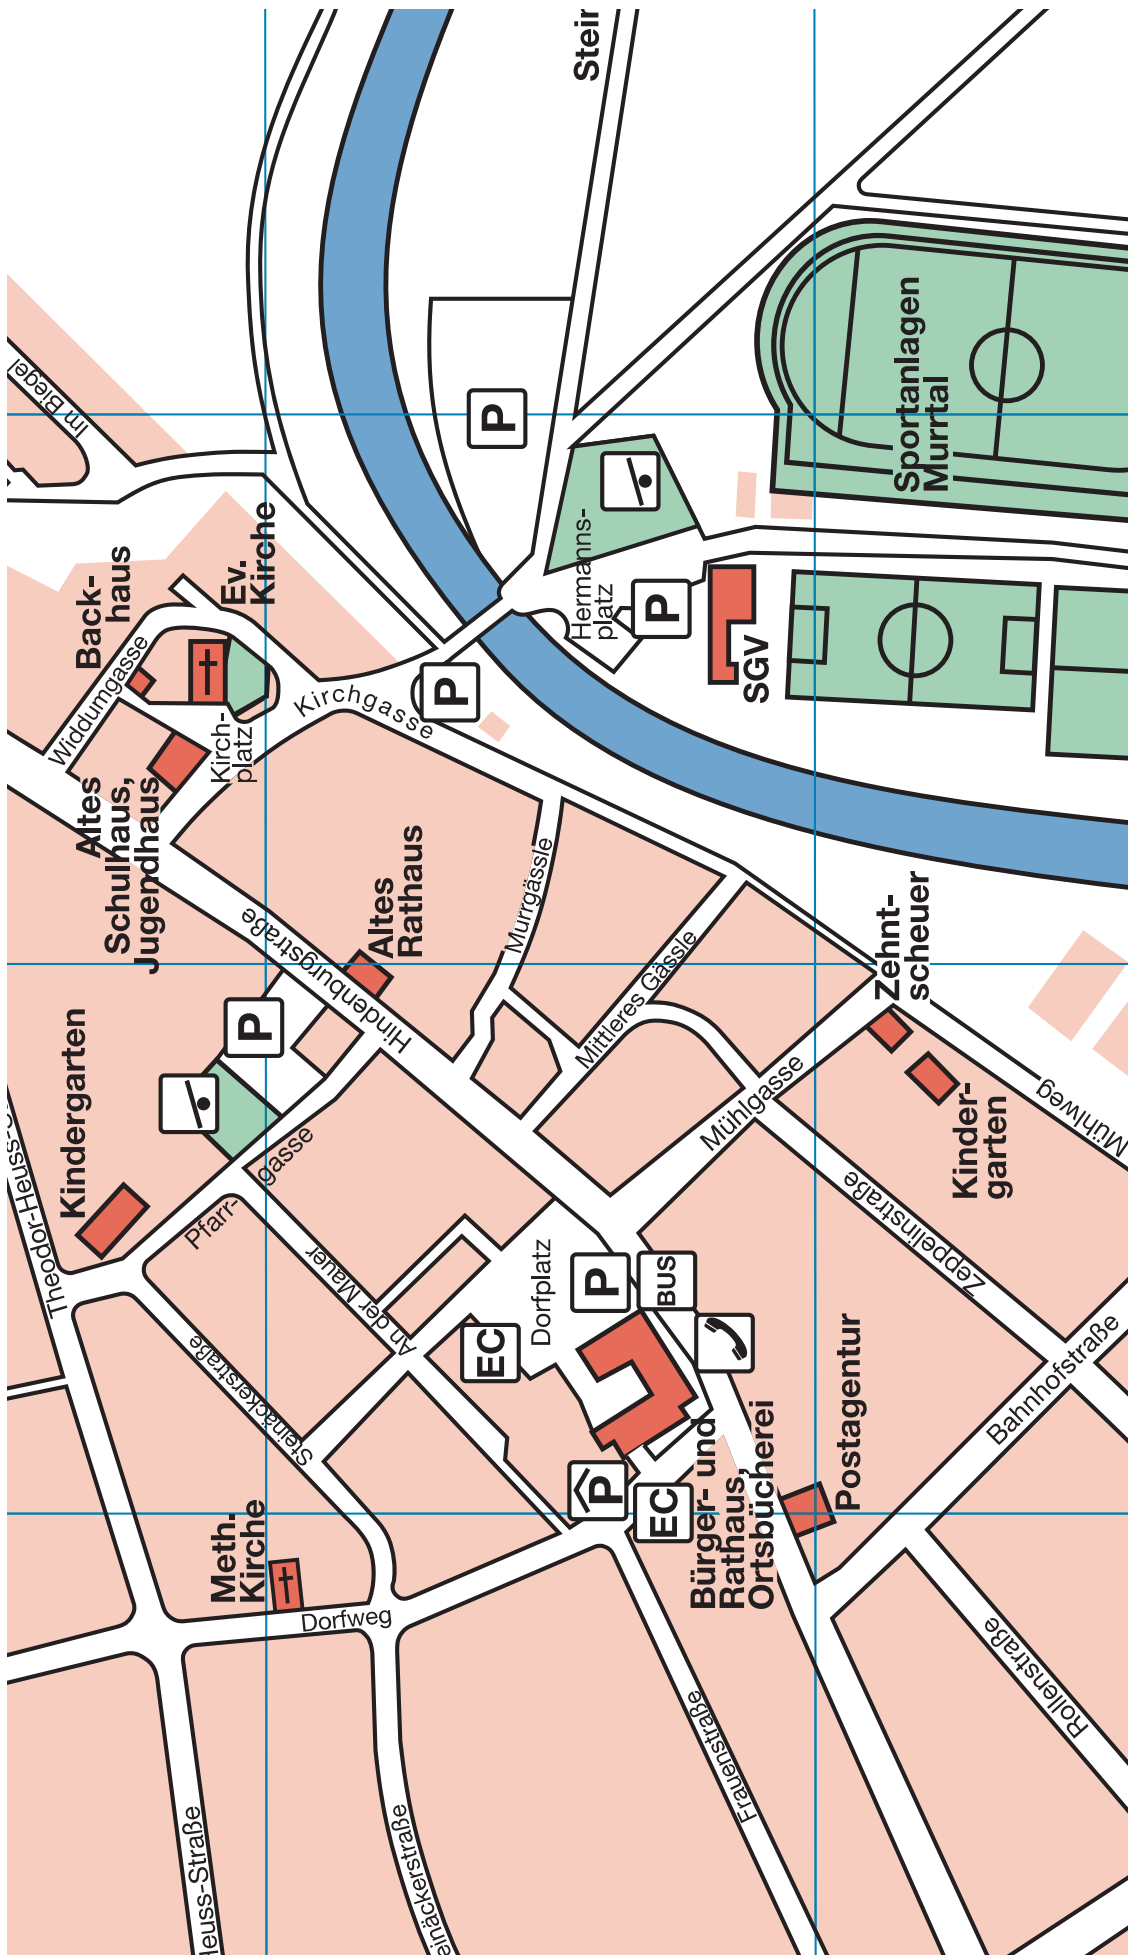 Steir
Im Biegel
Sportanlagen
Murrtal
P
Ev.
Kirche
Back-
haus
Widdumgasse
Hermanns-
platz
P
SGV
P
Kirchgasse
Kirch-
platz
Altes
Schulhaus,
Jugendhaus
Altes
Rathaus
Murrgässle
Mittleres Gässle
Hindenburgstraße
Zehnt-
scheuer
Kindergarten
P
Theodor-Heuss-S
Pfarr-
gasse
Mühlgasse
Mühlweg
Kinder-
garten
Zeppelinstraße
An der Mauer
Dorfplatz
P
BUS
EC
Steinäckerstraße
Bahnhofstraße
Postagentur
P
EC
Bürger- und
Rathaus,
Ortsbücherei
Meth.
Kirche
Dorfweg
Rollenstraße
Frauenstraße
Heuss-Straße
einäckerstraße